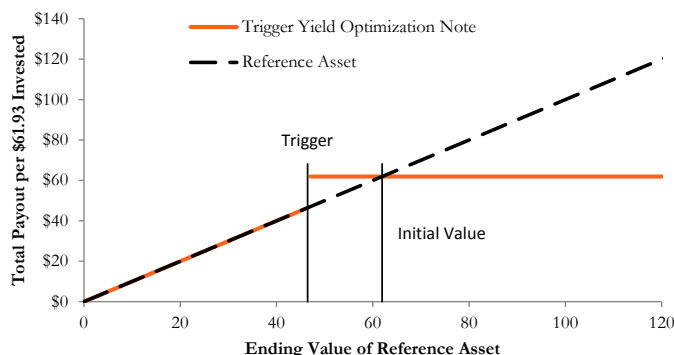 Total Payout per $61.93 Invested
$140
$120
$100
$80
$60
$40
$20
$0
Trigger Yield Optimization Note
Reference Asset
Trigger
Initial Value
0
20
40
60
80
100
120
Ending Value of Reference Asset